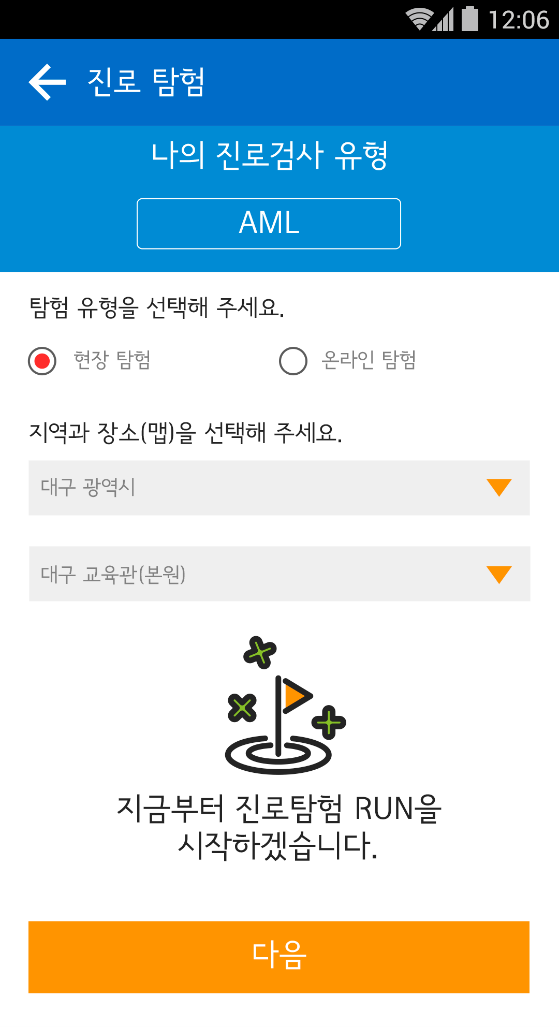 12:06
진로 탐험
나의 진로검사 유형
AML
탐험 유형을 선택해 주세요.
현장 탐험
온라인 탐험
지역과 장소(맵)을 선택해 주세요.
대구 광역시
대구 교육관(본원)
지금부터 진로탐험 RUN을
시작하겠습니다.
다음